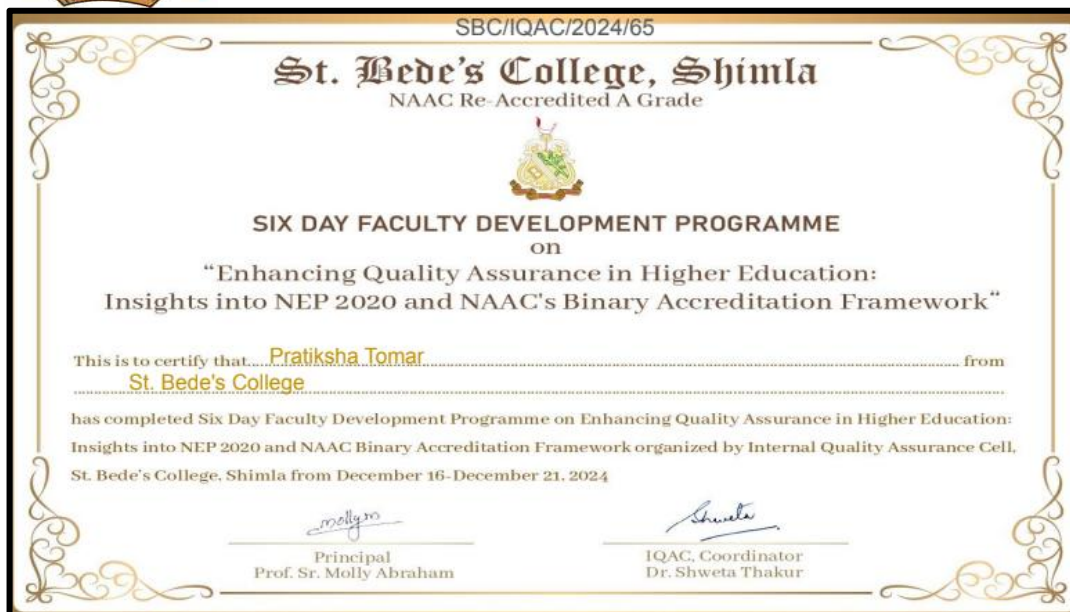 SBC/IQAC/2024/65
St. Bede's College, Shimla
NAAC Re-Accredited A Grade
SIX DAY FACULTY DEVELOPMENT PROGRAMME
on
“Enhancing Quality Assurance in Higher Education:
Insights into NEP 2020 and NAAC's Binary Accreditation Framework“
This is to certify that Pratiksha Tomar from
St. Bede's College
has completed Six Day Faculty Development Programme on Enhancing Quality Assurance in Higher Education:
Insights into NEP 2020 and NAAC Binary Accreditation Framework organized by Internal Quality Assurance Cell,
St. Bede's College, Shimla from December 16-December 21, 2024
mollym
Shweta
Principal
Prof. Sr. Molly Abraham
IQAC, Coordinator
Dr. Shweta Thakur